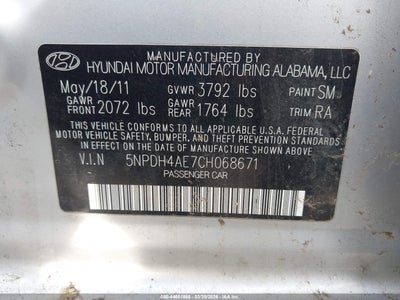 MANUFACTURED BY
HYUNDAI MOTOR MANUFACTURING ALABAMA, LLC
May/18/11 GVWR 3792 lbs PAINT SM
GAWR FRONT 2072 lbs GAWR REAR 1764 lbs TRIM RA
THIS VEHICLE CONFORMS TO ALL APPLICABLE FEDERAL
MOTOR VEHICLE SAFETY, BUMPER, AND THEFT PREVENTION
STANDARDS IN EFFECT ON THE DATE OF MANUFACTURE SHOWN ABOVE.
V.I.N 5NPDH4AE7CH068671
PASSENGER CAR